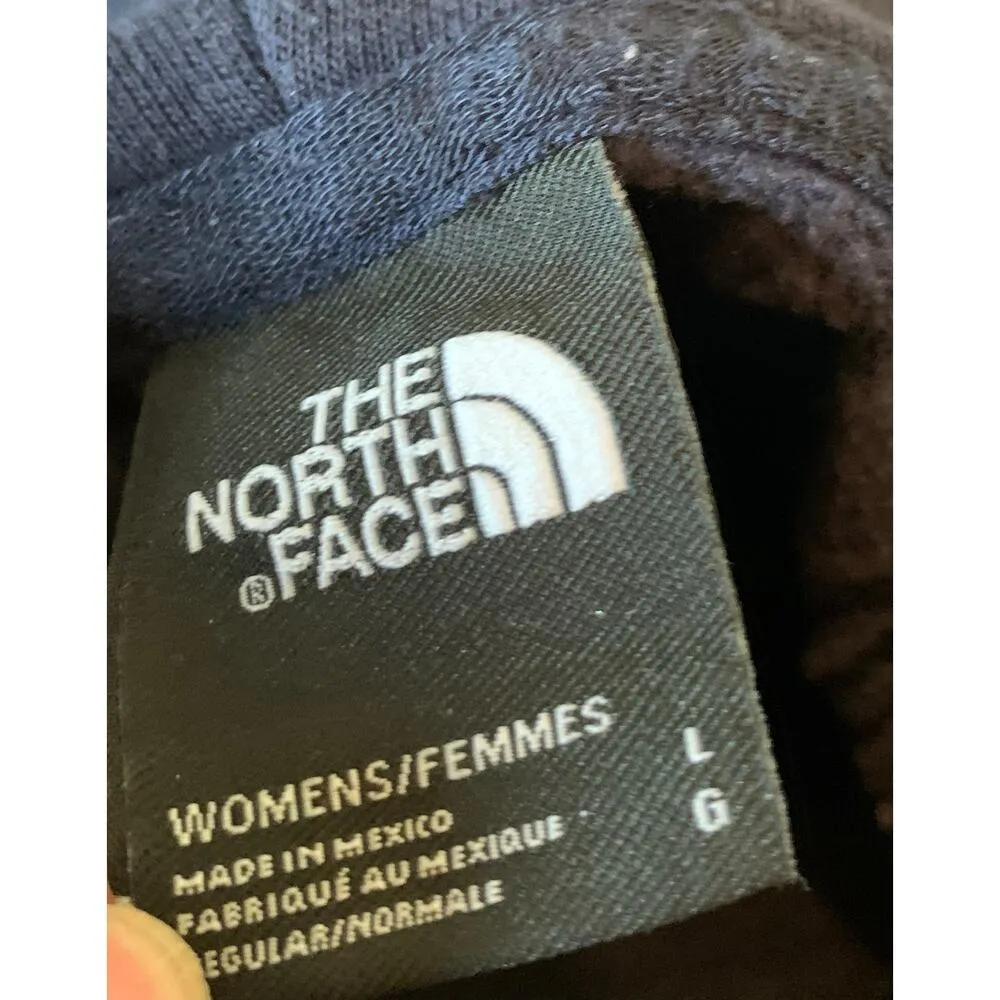 THE
NORTH
® FACE
WOMENS/FEMMES L
MADE IN MEXICO G
FABRIQUÉ AU MEXIQUE
REGULAR/NORMALE